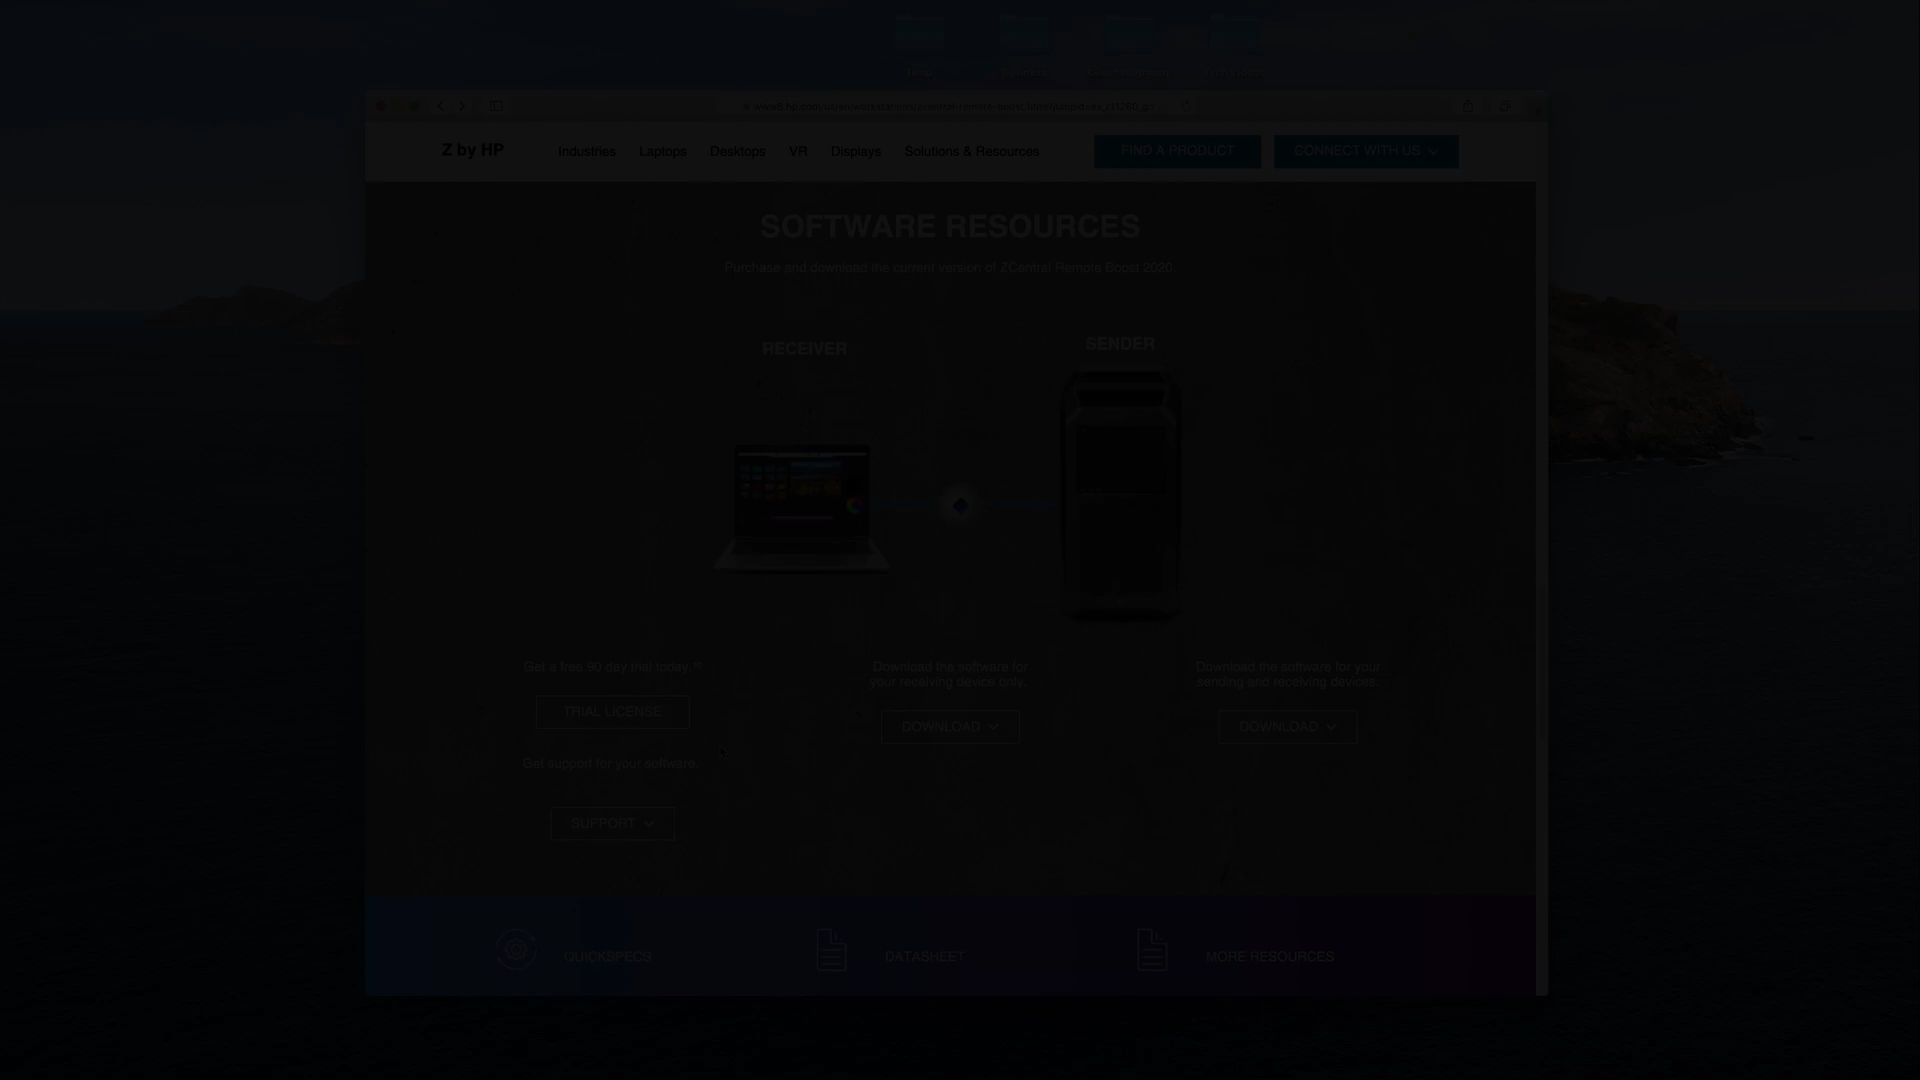 Z by HP
Industries
Laptops
Desktops
VR
Displays
Solutions & Resources
FIND A PRODUCT
CONNECT WITH US
SOFTWARE RESOURCES
Purchase and download the current version of ZCentral Remote Boost 2020
RECEIVER
SENDER
Get a free 90 day trial today.
TRIAL LICENSE
Get support for your software.
SUPPORT
Download the software for
your receiving device only.
DOWNLOAD
Download the software for your
sending and receiving devices
DOWNLOAD
QUICKSPECS
DATASHEET
MORE RESOURCES